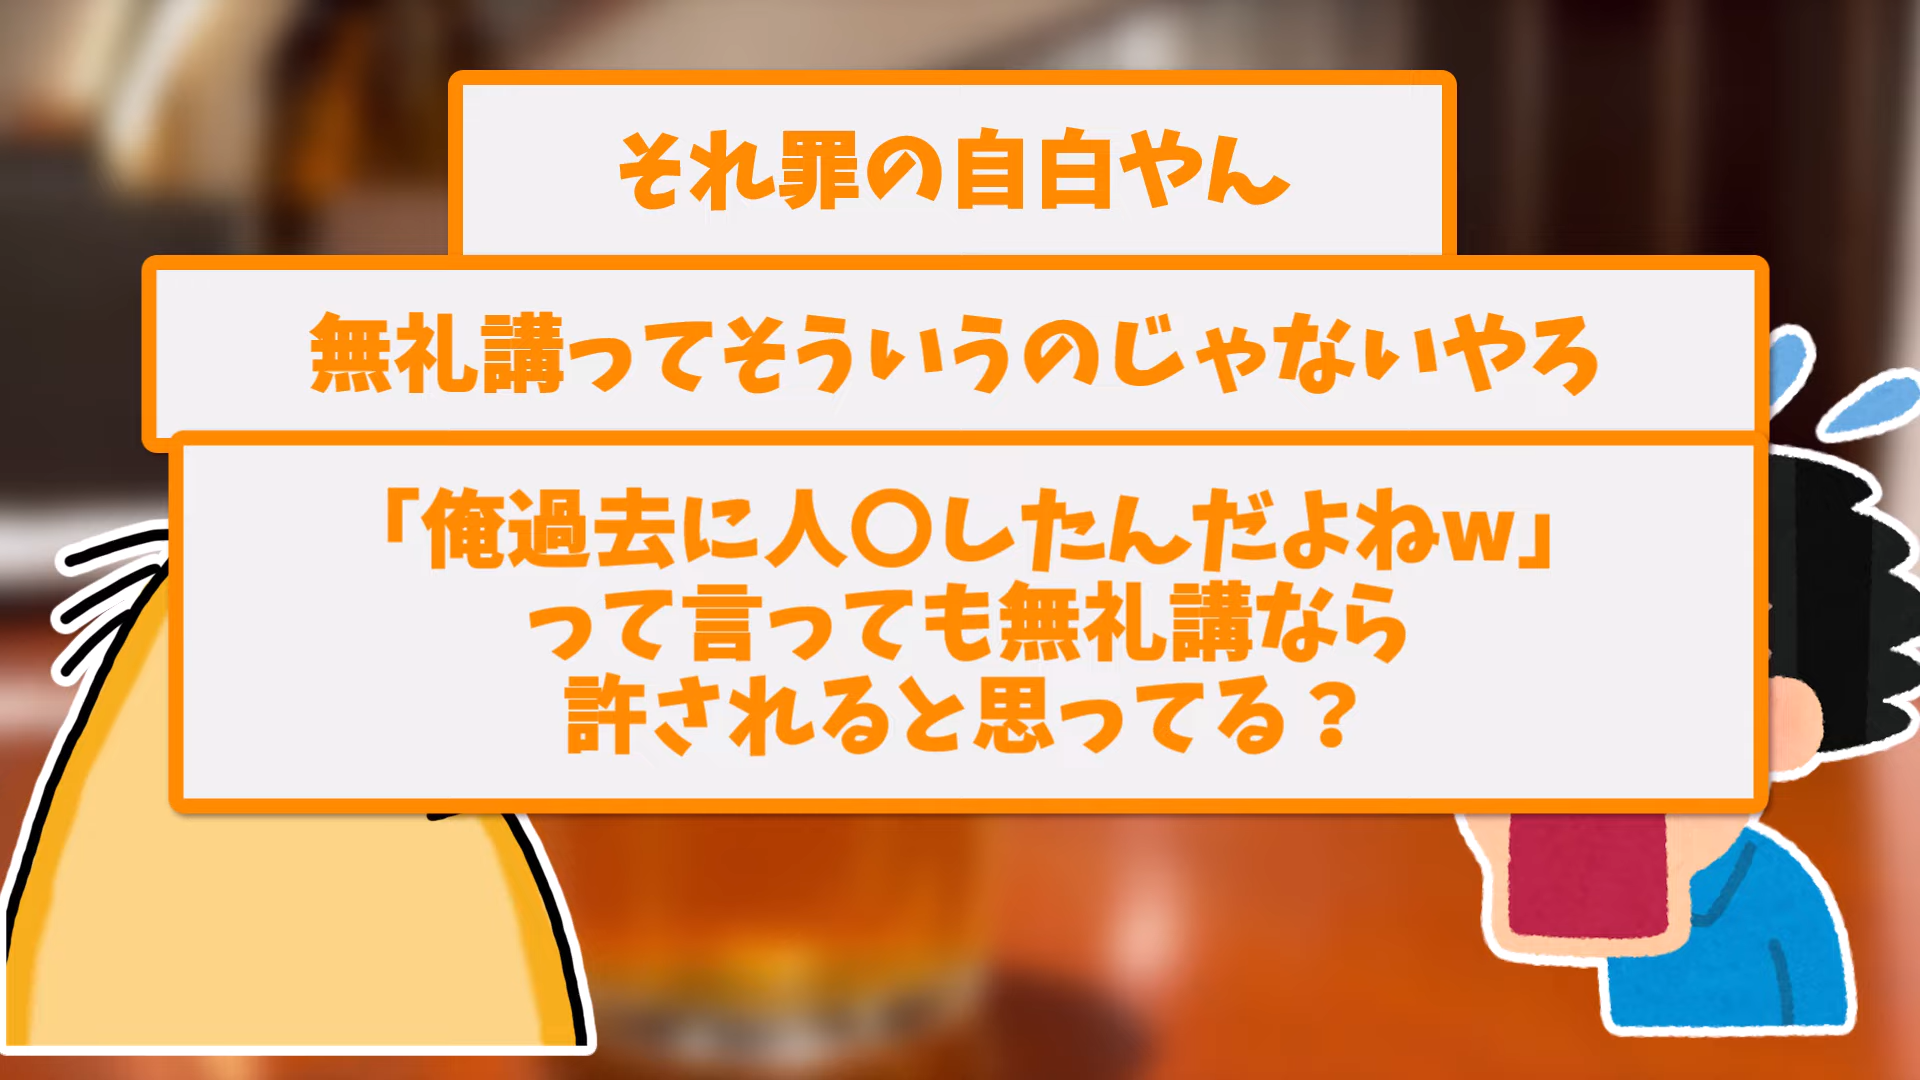 それ罪の自白やん
無礼講ってそういうのじゃないやろ
「俺過去に人〇したんだよねw」
って言っても無礼講なら
許されると思ってる？